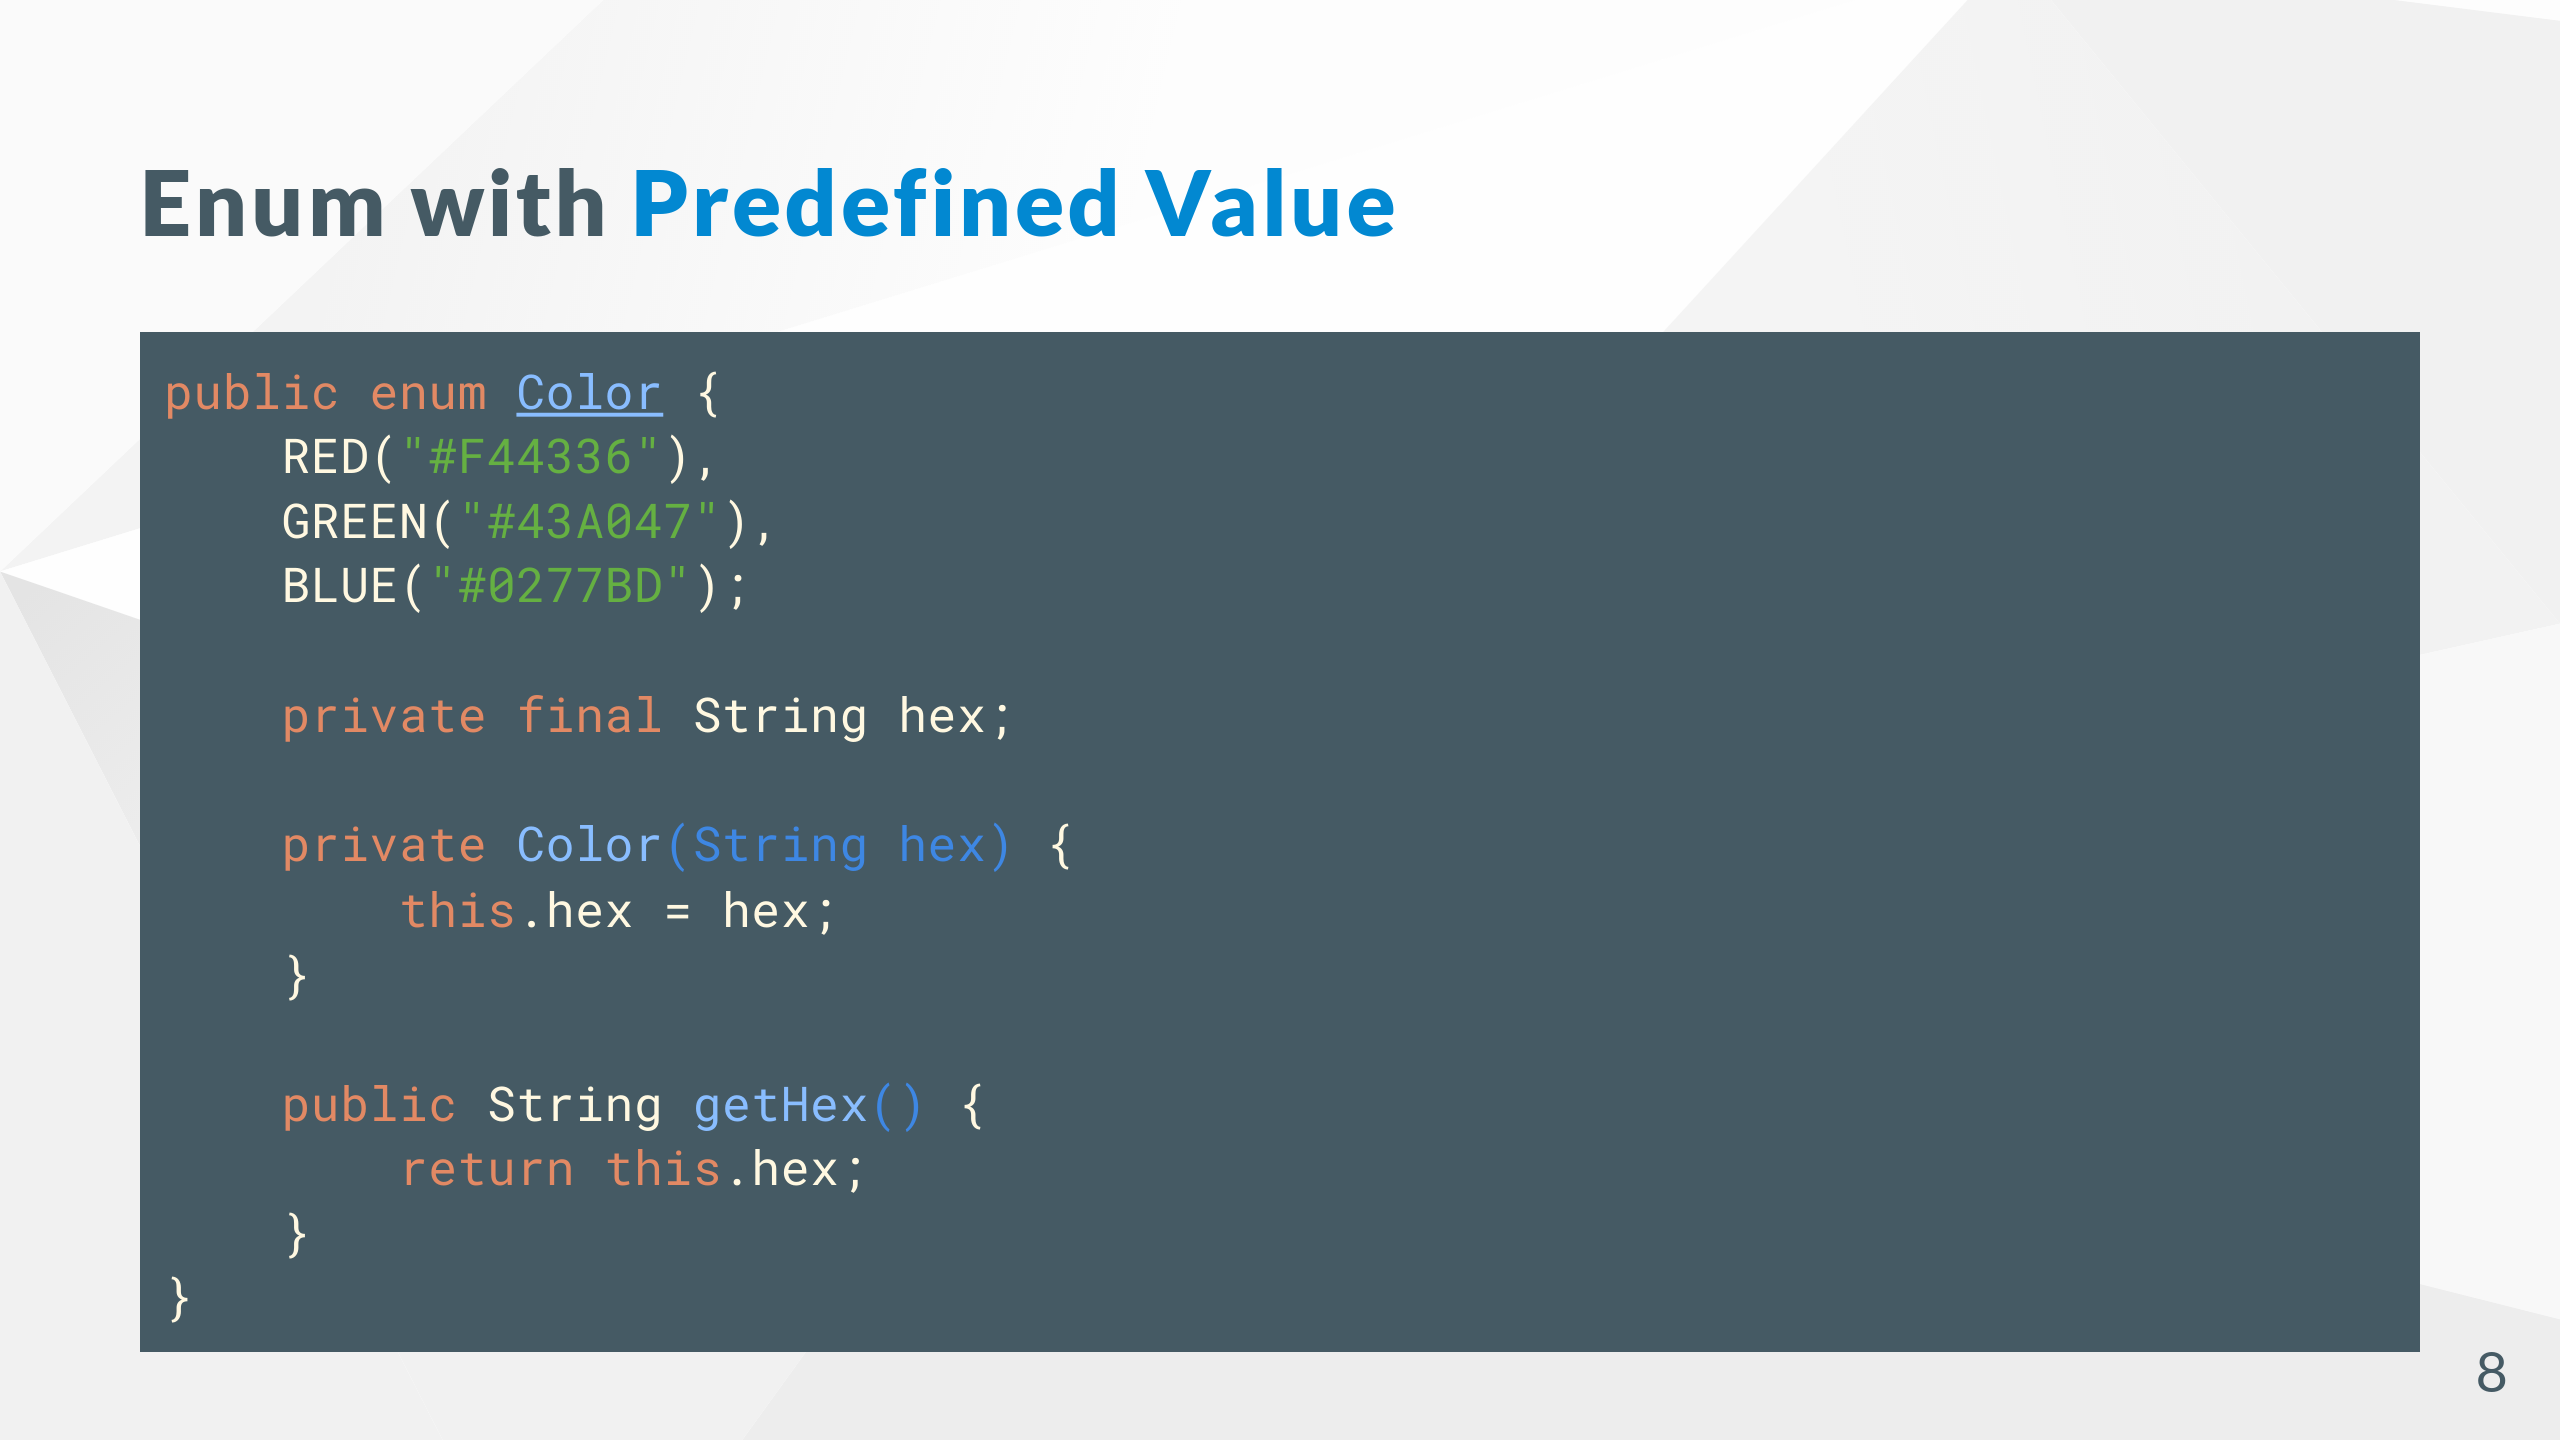 Enum with Predefined Value
public enum Color {
    RED("#F44336"),
    GREEN("#43A047"),
    BLUE("#0277BD");

    private final String hex;

    private Color(String hex) {
        this.hex = hex;
    }

    public String getHex() {
        return this.hex;
    }
}
8